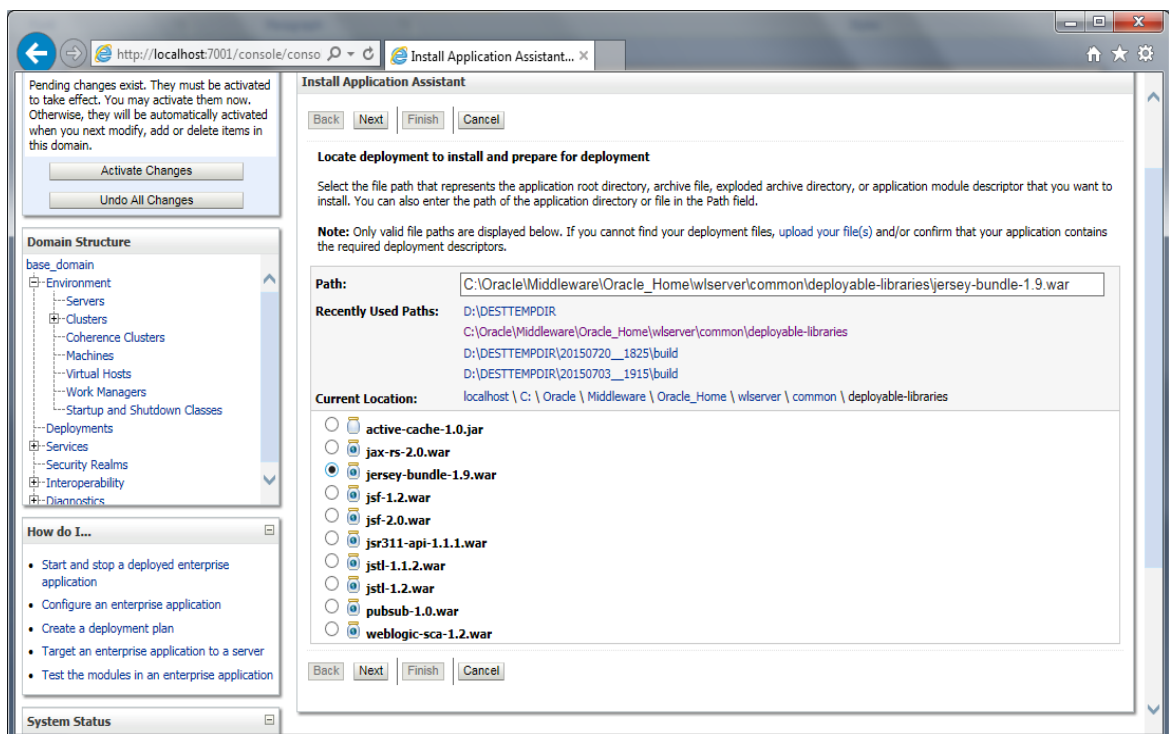 http://localhost:7001/console/conso
Install Application Assistant...
Pending changes exist. They must be activated
to take effect. You may activate them now.
Otherwise, they will be automatically activated
when you next modify, add or delete items in
this domain.
Activate Changes
Undo All Changes
Domain Structure
base_domain
Environment
Servers
Clusters
Coherence Clusters
Machines
Virtual Hosts
Work Managers
Startup and Shutdown Classes
Deployments
Services
Security Realms
Interoperability
Diagnostics
How do I...
Start and stop a deployed enterprise
application
Configure an enterprise application
Create a deployment plan
Target an enterprise application to a server
Test the modules in an enterprise application
System Status
Install Application Assistant
Back Next Finish Cancel
Locate deployment to install and prepare for deployment
Select the file path that represents the application root directory, archive file, exploded archive directory, or application module descriptor that you want to
install. You can also enter the path of the application directory or file in the Path field.
Note: Only valid file paths are displayed below. If you cannot find your deployment files, upload your file(s) and/or confirm that your application contains
the required deployment descriptors.
Path: C:\Oracle\Middleware\Oracle_Home\wlserver\common\deployable-libraries\jersey-bundle-1.9.war
Recently Used Paths: D:\DESTTEMPDIR
C:\Oracle\Middleware\Oracle_Home\wlserver\common\deployable-libraries
D:\DESTTEMPDIR\20150720__1825\build
D:\DESTTEMPDIR\20150703__1915\build
Current Location: localhost \ C: \ Oracle \ Middleware \ Oracle_Home \ wlserver \ common \ deployable-libraries
active-cache-1.0.jar
jax-rs-2.0.war
jersey-bundle-1.9.war
jsf-1.2.war
jsf-2.0.war
jsr311-api-1.1.1.war
jstl-1.1.2.war
jstl-1.2.war
pubsub-1.0.war
weblogic-sca-1.2.war
Back Next Finish Cancel